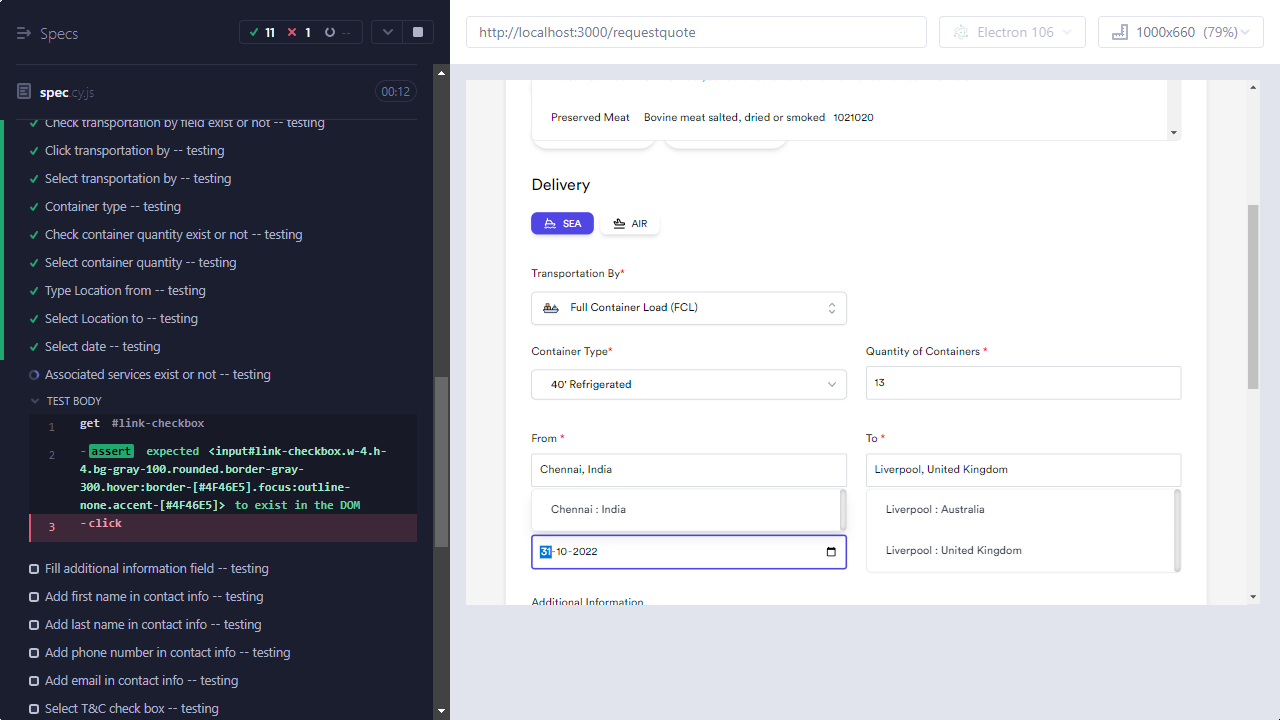 Specs
11
1
--
spec.cy.js
00:12
Check transportation by field exist or not -- testing
Click transportation by -- testing
Select transportation by -- testing
Container type -- testing
Check container quantity exist or not -- testing
Select container quantity -- testing
Type Location from -- testing
Select Location to -- testing
Select date -- testing
Associated services exist or not -- testing
TEST BODY
1 get #link-checkbox
2 -assert expected <input#link-checkbox.w-4.h-
4.bg-gray-100.rounded.border-gray-
300.hover:border-[#4F46E5].focus:outline-
none.accent-[#4F46E5]> to exist in the DOM
3 -click
Fill additional information field -- testing
Add first name in contact info -- testing
Add last name in contact info -- testing
Add phone number in contact info -- testing
Add email in contact info -- testing
Select T&C check box -- testing
http://localhost:3000/requestquote
Electron 106
1000x660 (79%)
Preserved Meat Bovine meat salted, dried or smoked 1021020
Delivery
SEA
AIR
Transportation By*
Full Container Load (FCL)
Container Type*
Quantity of Containers *
40' Refrigerated
13
From *
To *
Chennai, India
Liverpool, United Kingdom
Chennai : India
Liverpool : Australia
31-10-2022
Liverpool : United Kingdom
Additional Information